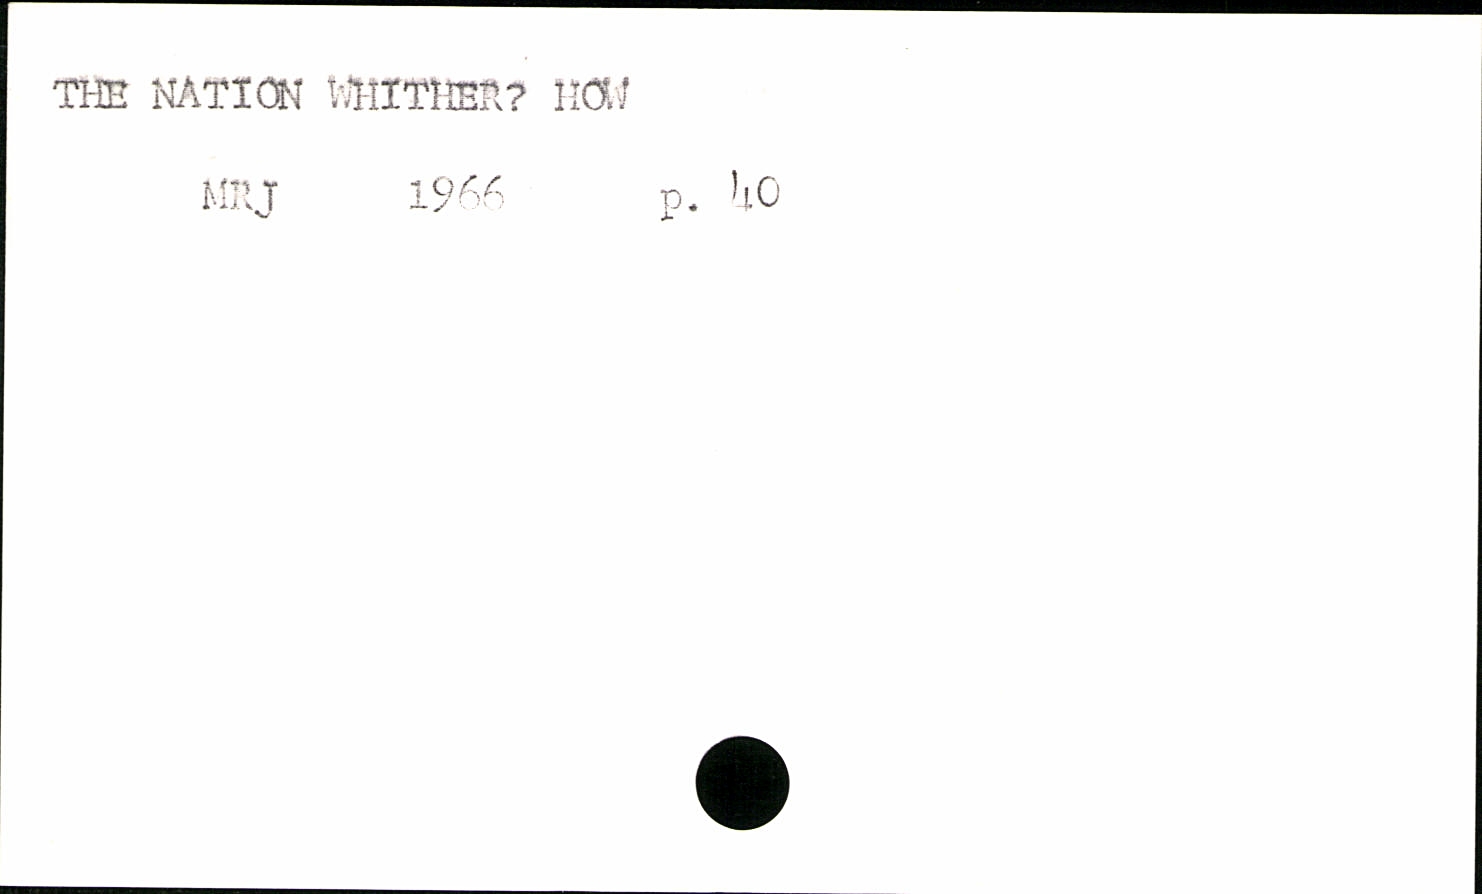 THE NATION WHITHER? HOW
MRJ 1966 p. 40